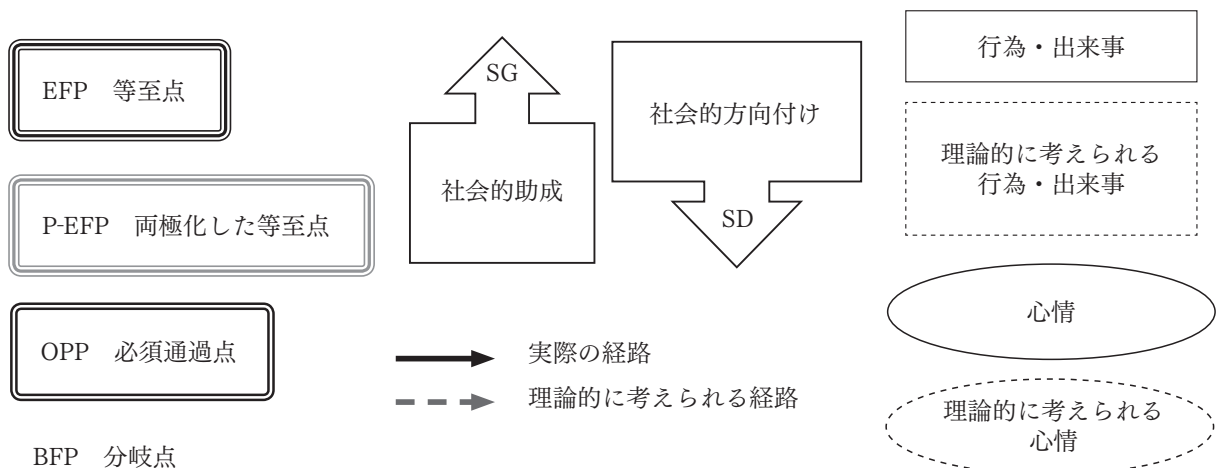 EFP 等至点
P-EFP 両極化した等至点
OPP 必須通過点
BFP 分岐点
SG
社会的助成
社会的方向付け
SD
実際の経路
理論的に考えられる経路
行為・出来事
理論的に考えられる
行為・出来事
心情
理論的に考えられる
心情